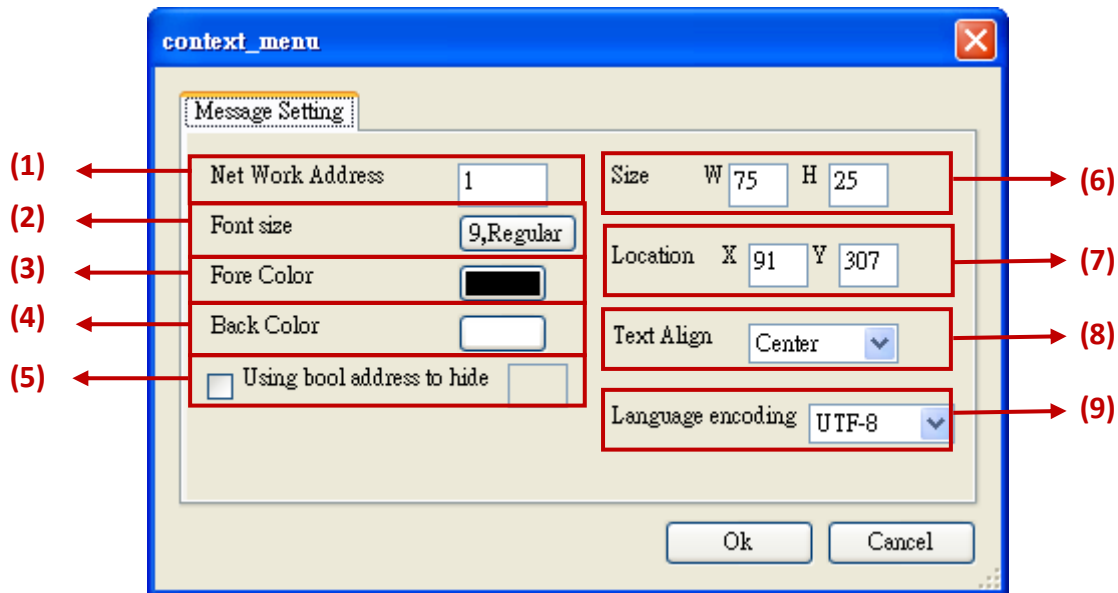 context_menu
Message Setting
(1) Net Work Address 1
(2) Font size 9,Regular
(3) Fore Color
(4) Back Color
(5) Using bool address to hide
Size W 75 H 25 (6)
Location X 91 Y 307 (7)
Text Align Center (8)
Language encoding UTF-8 (9)
Ok Cancel